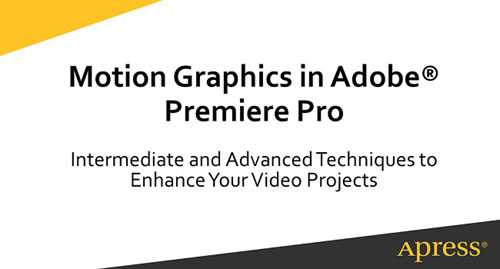 Motion Graphics in Adobe®
Premiere Pro
Intermediate and Advanced Techniques to
Enhance Your Video Projects
Apress®